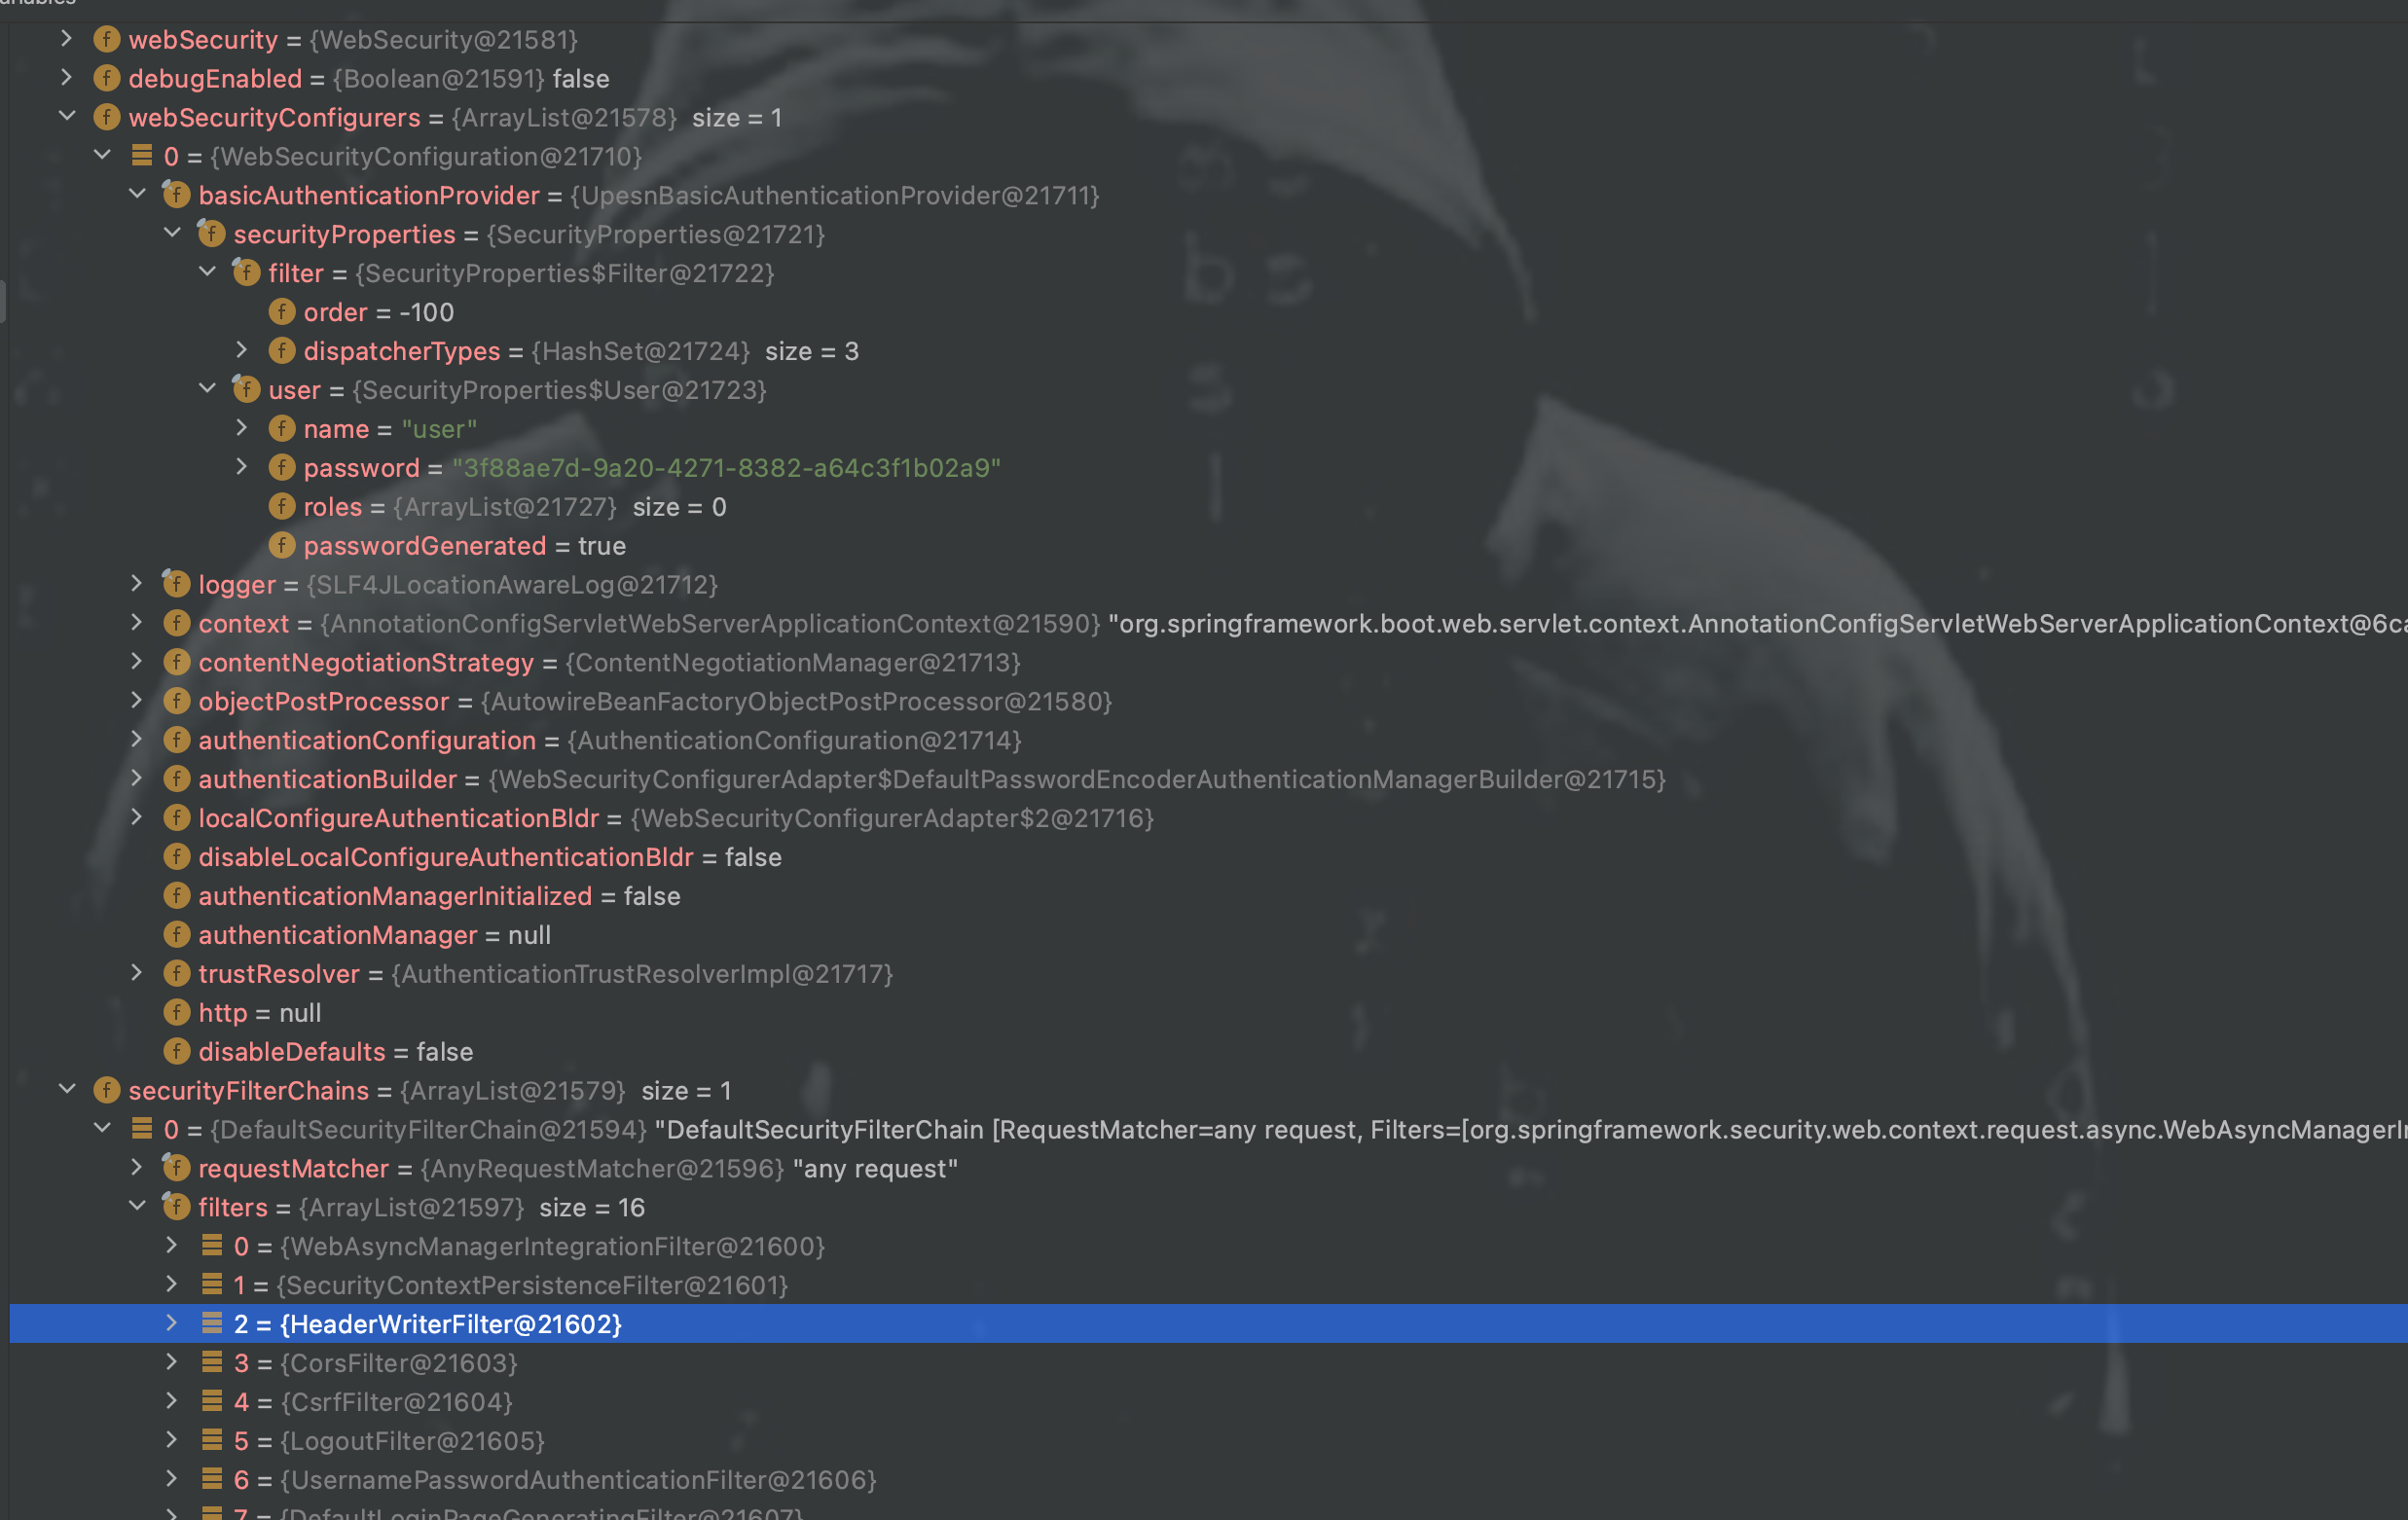 webSecurity = {WebSecurity@21581}
debugEnabled = {Boolean@21591} false
webSecurityConfigurers = {ArrayList@21578} size = 1
0 = {WebSecurityConfiguration@21710}
basicAuthenticationProvider = {UpesnBasicAuthenticationProvider@21711}
securityProperties = {SecurityProperties@21721}
filter = {SecurityProperties$Filter@21722}
order = -100
dispatcherTypes = {HashSet@21724} size = 3
user = {SecurityProperties$User@21723}
name = "user"
password = "3f88ae7d-9a20-4271-8382-a64c3f1b02a9"
roles = {ArrayList@21727} size = 0
passwordGenerated = true
logger = {SLF4JLocationAwareLog@21712}
context = {AnnotationConfigServletWebServerApplicationContext@21590} "org.springframework.boot.web.servlet.context.AnnotationConfigServletWebServerApplicationContext@6ca
contentNegotiationStrategy = {ContentNegotiationManager@21713}
objectPostProcessor = {AutowireBeanFactoryObjectPostProcessor@21580}
authenticationConfiguration = {AuthenticationConfiguration@21714}
authenticationBuilder = {WebSecurityConfigurerAdapter$DefaultPasswordEncoderAuthenticationManagerBuilder@21715}
localConfigureAuthenticationBldr = {WebSecurityConfigurerAdapter$2@21716}
disableLocalConfigureAuthenticationBldr = false
authenticationManagerInitialized = false
authenticationManager = null
trustResolver = {AuthenticationTrustResolverImpl@21717}
http = null
disableDefaults = false
securityFilterChains = {ArrayList@21579} size = 1
0 = {DefaultSecurityFilterChain@21594} "DefaultSecurityFilterChain [RequestMatcher=any request, Filters=[org.springframework.security.web.context.request.async.WebAsyncManagerIn
requestMatcher = {AnyRequestMatcher@21596} "any request"
filters = {ArrayList@21597} size = 16
0 = {WebAsyncManagerIntegrationFilter@21600}
1 = {SecurityContextPersistenceFilter@21601}
2 = {HeaderWriterFilter@21602}
3 = {CorsFilter@21603}
4 = {CsrfFilter@21604}
5 = {LogoutFilter@21605}
6 = {UsernamePasswordAuthenticationFilter@21606}
7 = {DefaultLoginPageGeneratingFilter@21607}